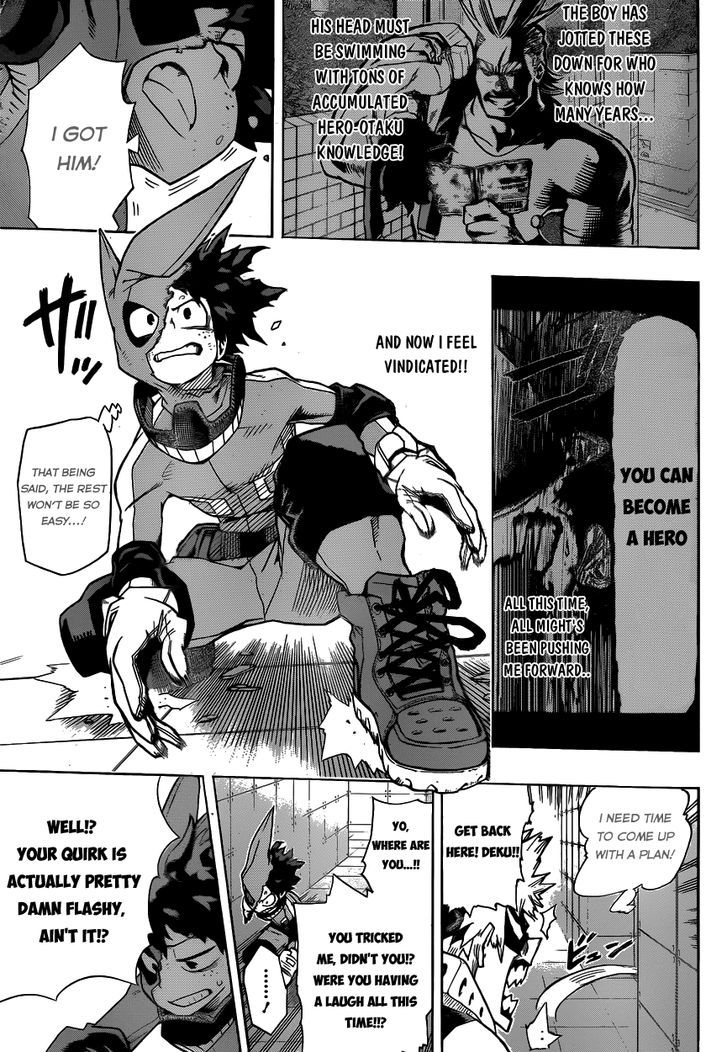 THE BOY HAS
JOTTED THESE
DOWN FOR WHO
KNOWS HOW
MANY YEARS...
HIS HEAD MUST
BE SWIMMING
WITH TONS OF
ACCUMULATED
HERO-OTAKU
KNOWLEDGE!
I GOT
HIM!
YOU CAN
BECOME
A HERO
ALL THIS TIME,
ALL MIGHT'S
BEEN PUSHING
ME FORWARD..
AND NOW I FEL
VINDICATED!!
ザッ
THAT BEING
SAID, THE REST
WON'T BE SO
EASY...!
I NEED TIME
TO COME UP
WITH A PLAN!
ビュン
GET BACK
HERE! DEKU!!
YO,
WHERE ARE
YOU...!!
YOU TRICKED
ME, DIDN'T YOU!?
WERE YOU HAVING
A LAUGH ALL THIS
TIME!!?
......!
WELL!?
YOUR QUIRK IS
ACTUALLY PRETTY
DAMN FLASHY,
AIN'T IT!?